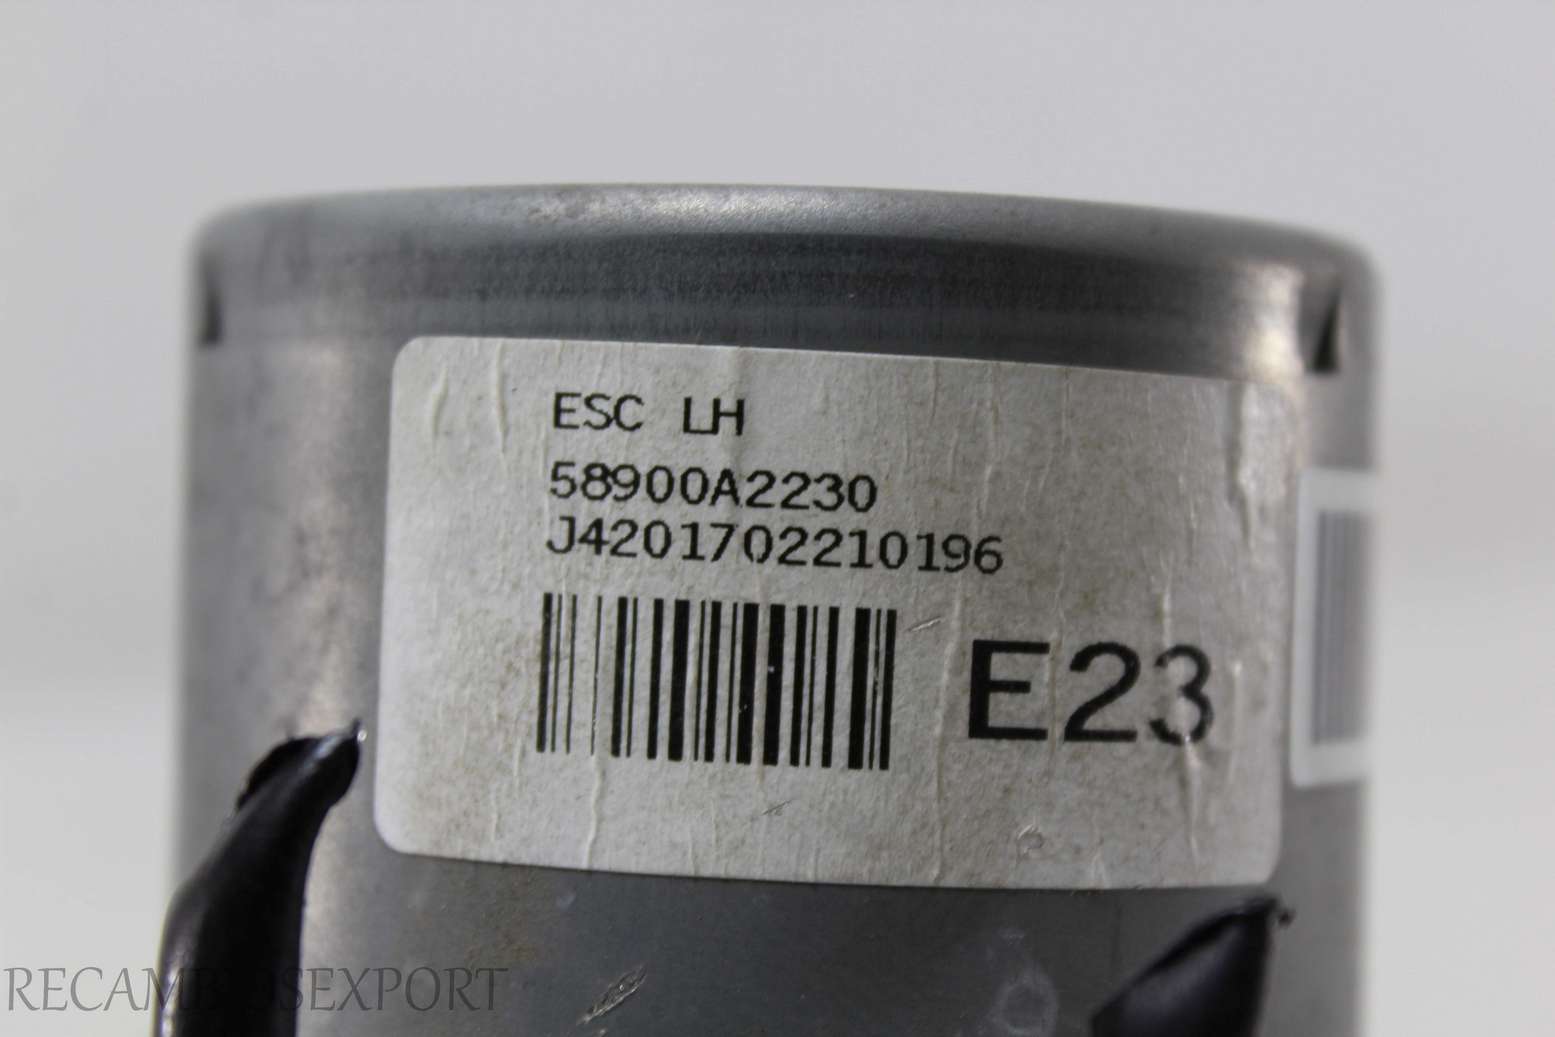 ESC LH
58900A2230
J4201702210196
E23
RECAMBIOSEXPORT